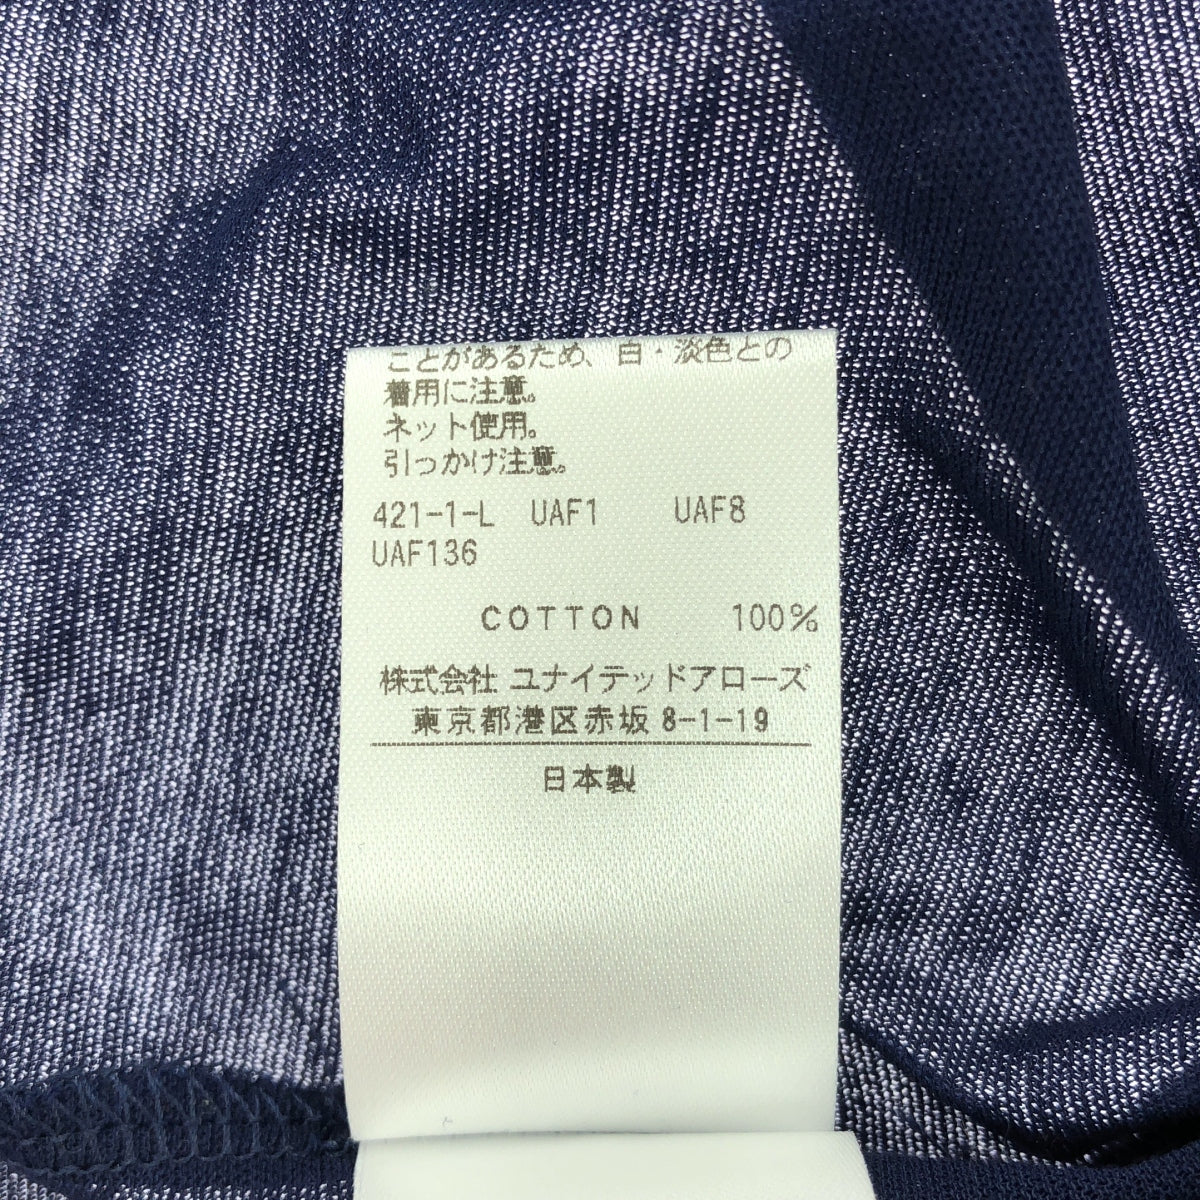 ことがあるため、白・淡色との
着用に注意。
ネット使用。
引っかけ注意。
421-1-L UAF1 UAF8
UAF136
COTTON 100%
株式会社 ユナイテッドアローズ
東京都港区赤坂 8-1-19
日本製